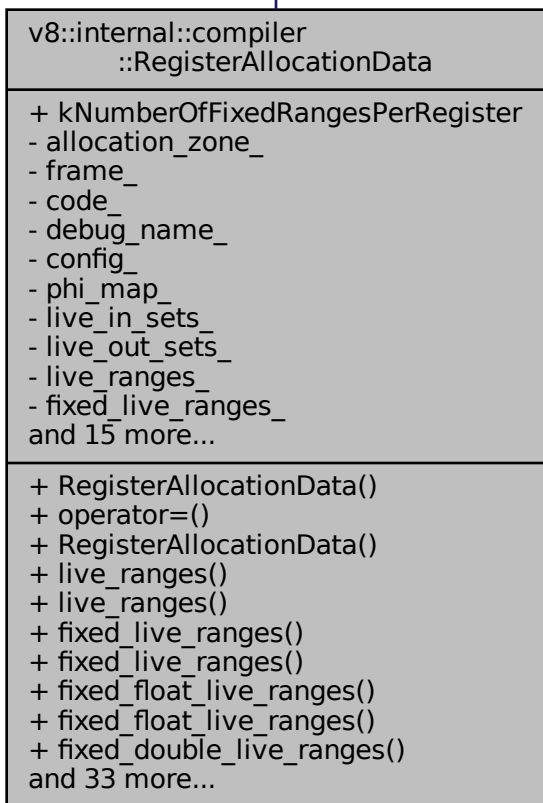 v8::internal::compiler
::RegisterAllocationData
+ kNumberOfFixedRangesPerRegister
- allocation_zone_
- frame_
- code_
- debug_name_
- config_
- phi_map_
- live_in_sets_
- live_out_sets_
- live_ranges_
- fixed_live_ranges_
and 15 more...
+ RegisterAllocationData()
+ operator=()
+ RegisterAllocationData()
+ live_ranges()
+ live_ranges()
+ fixed_live_ranges()
+ fixed_live_ranges()
+ fixed_float_live_ranges()
+ fixed_float_live_ranges()
+ fixed_double_live_ranges()
and 33 more...